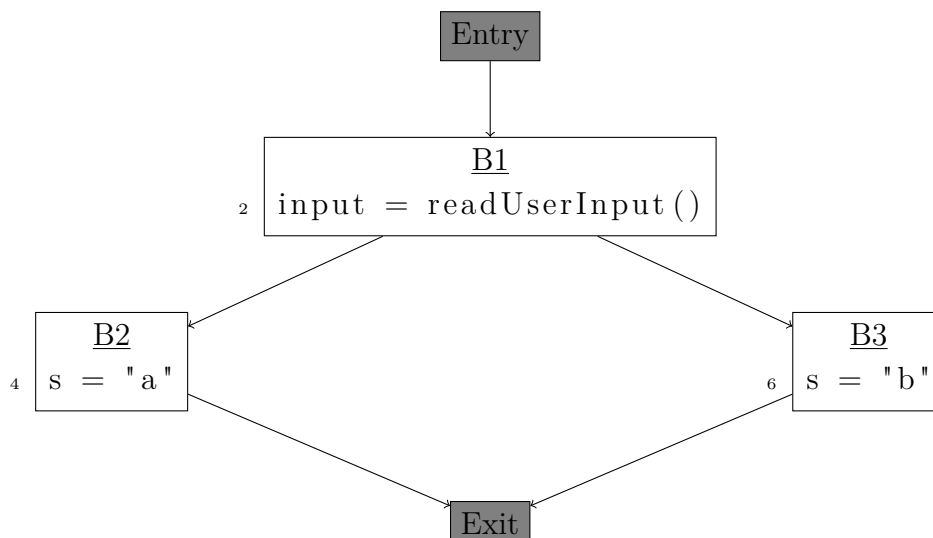 Entry
B1
2 input = readUserInput()
B2
4 s = "a"
B3
6 s = "b"
Exit